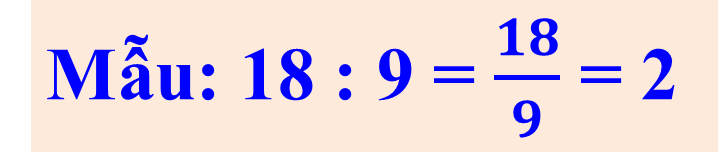 Mẫu: 18 : 9 = 18/9 = 2